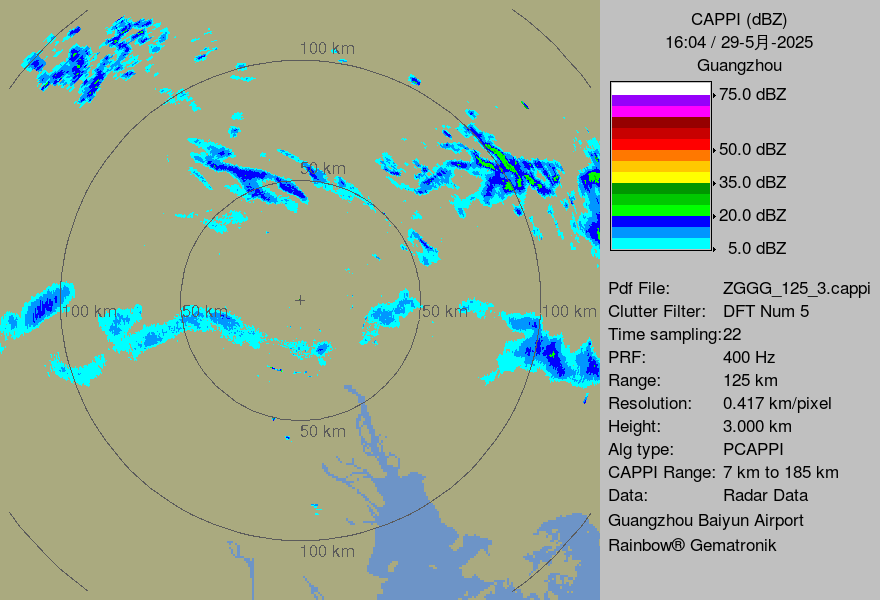 CAPPI (dBZ)
16:04 / 29-5月-2025
Guangzhou
75.0 dBZ
50.0 dBZ
35.0 dBZ
20.0 dBZ
5.0 dBZ
100 km
50 km
100 km
50 km
50 km
100 km
50 km
100 km
Pdf File: ZGGG_125_3.cappi
Clutter Filter: DFT Num 5
Time sampling: 22
PRF: 400 Hz
Range: 125 km
Resolution: 0.417 km/pixel
Height: 3.000 km
Alg type: PCAPPI
CAPPI Range: 7 km to 185 km
Data: Radar Data
Guangzhou Baiyun Airport
Rainbow® Gematronik